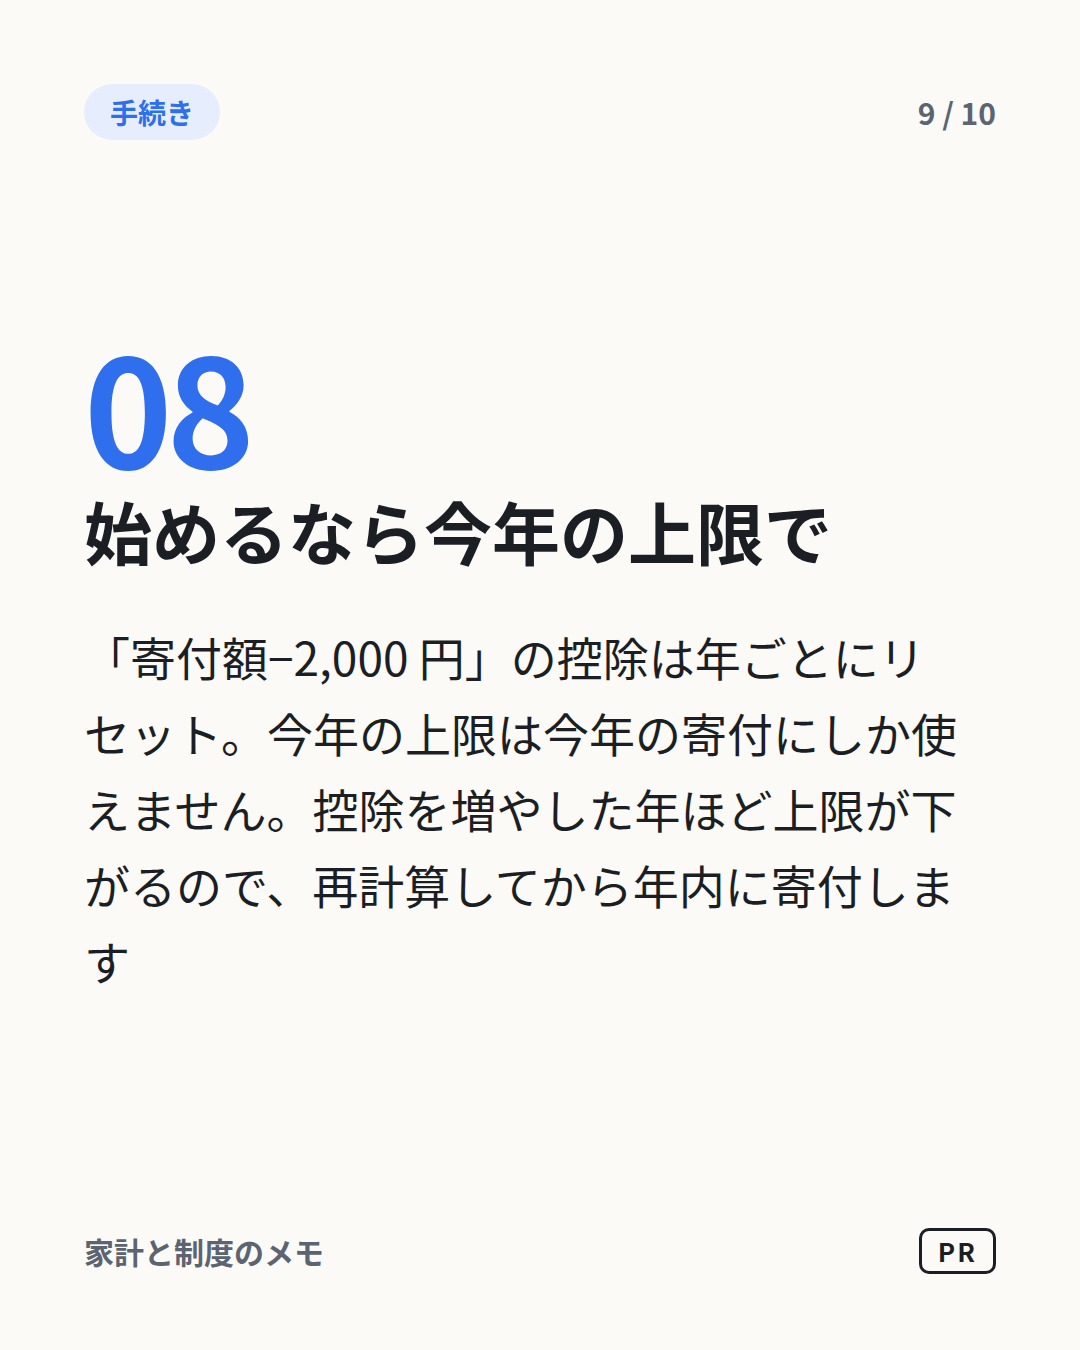 手続き
9 / 10
08
始めるなら今年の上限で
「寄付額−2,000 円」の控除は年ごとにリ
セット。今年の上限は今年の寄付にしか使
えません。控除を増やした年ほど上限が下
がるので、再計算してから年内に寄付しま
す
家計と制度のメモ
PR